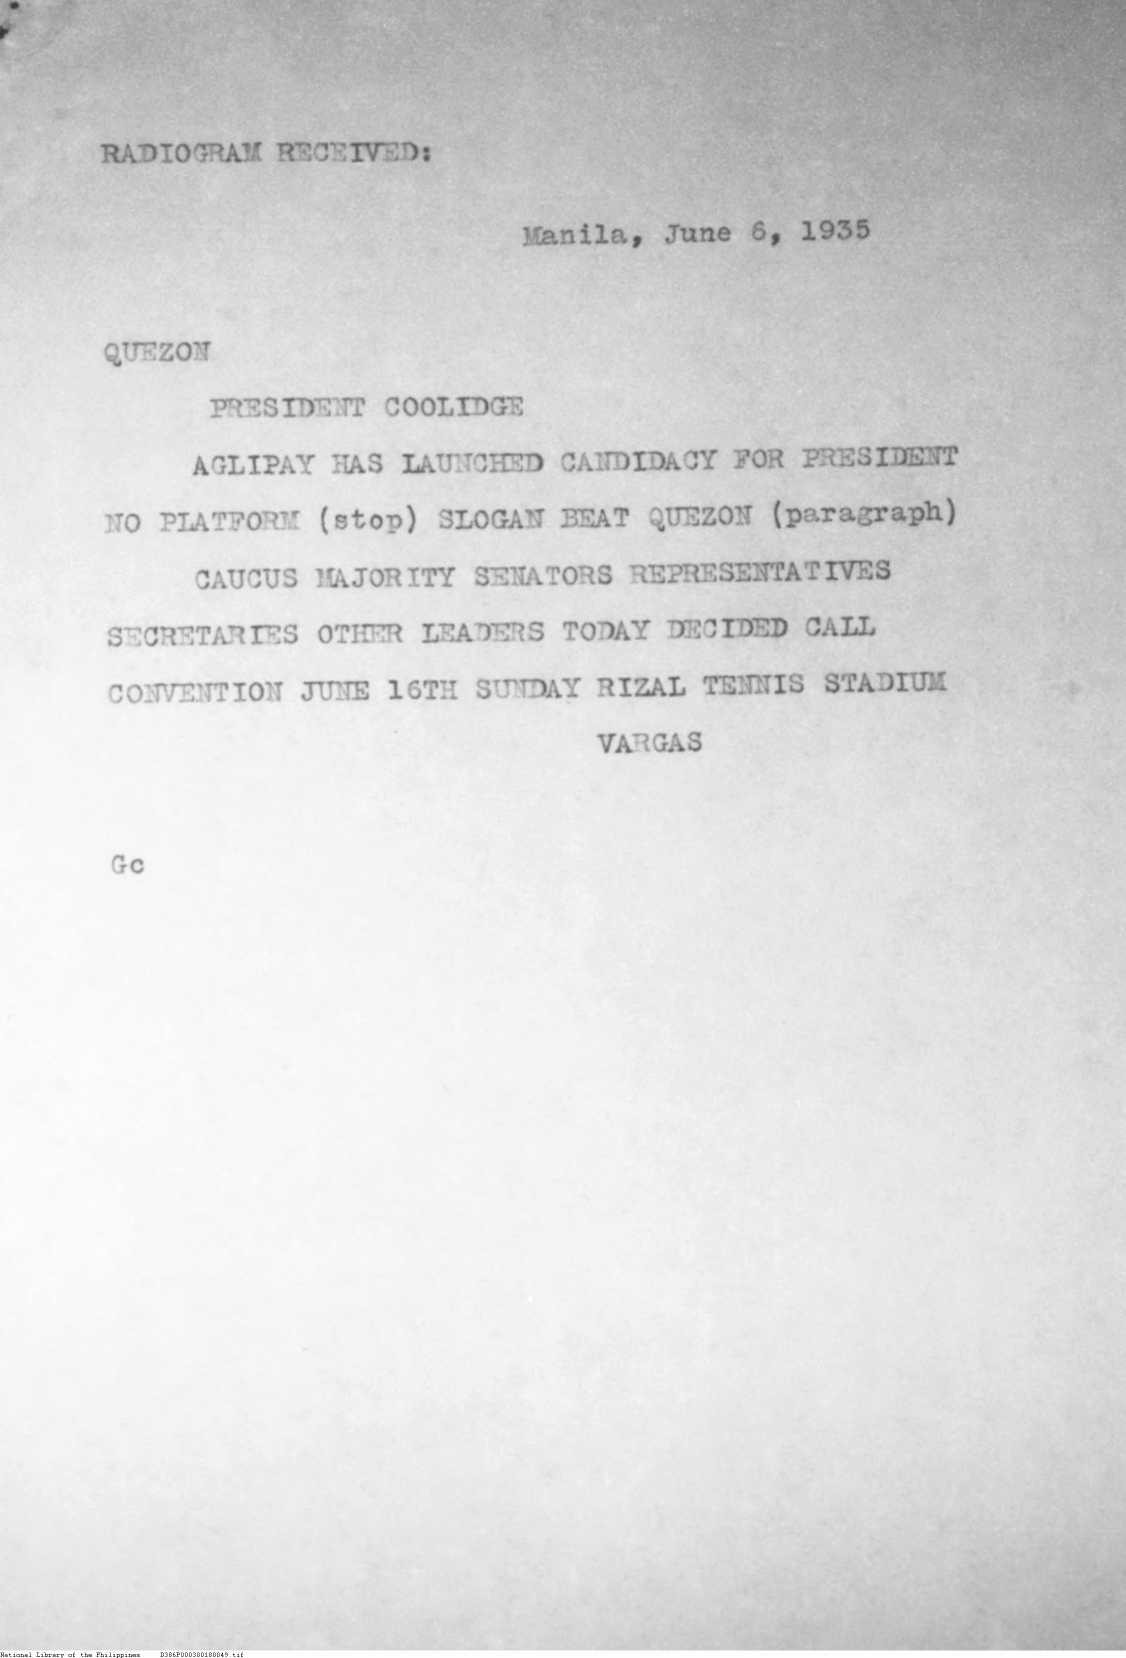 RADIOGRAM RECEIVED:
Manila, June 6, 1935
QUEZON
PRESIDENT COOLIDGE
AGLIPAY HAS LAUNCHED CANDIDACY FOR PRESIDENT
NO PLATFORM (stop) SLOGAN BEAT QUEZON (paragraph)
CAUCUS MAJORITY SENATORS REPRESENTATIVES
SECRETARIES OTHER LEADERS TODAY DECIDED CALL
CONVENTION JUNE 16TH SUNDAY RIZAL TENNIS STADIUM
VARGAS
Gc
National Library of the Philippines D386P000300180049.tif